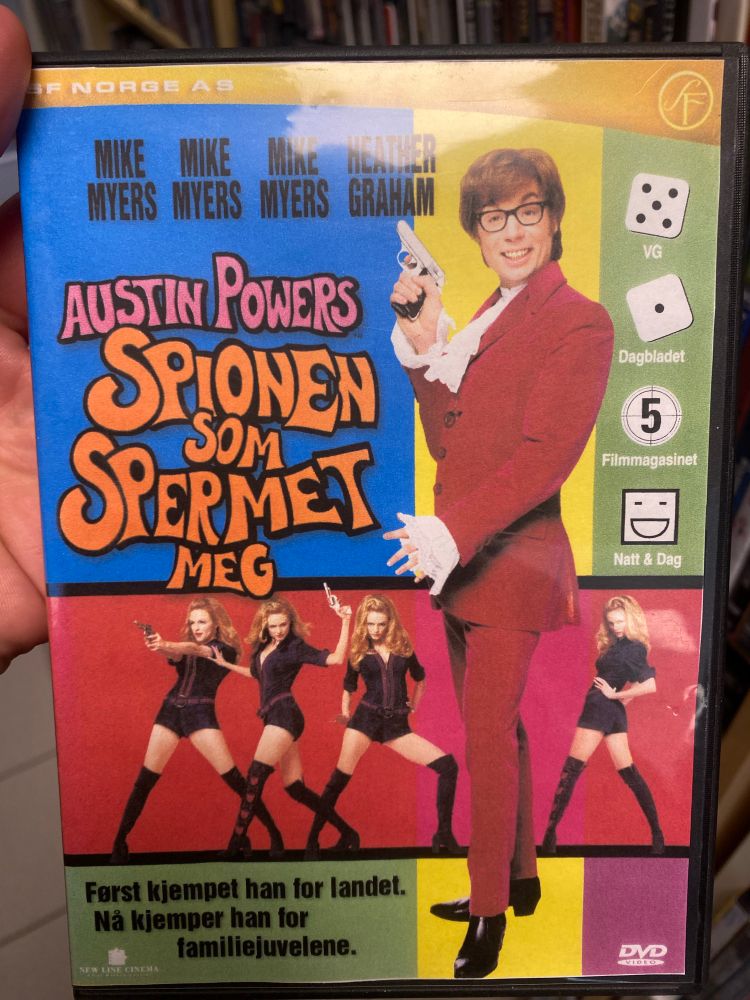 SF NORGE AS
SF
MIKE MYERS
MIKE MYERS
MIKE MYERS
HEATHER GRAHAM
AUSTIN POWERS
SPIONEN
SOM
SPERMET
MEG
VG
Dagbladet
5
Filmmagasinet
Natt & Dag
Først kjempet han for landet.
Nå kjemper han for
familiejuvelene.
NEW LINE CINEMA
DVD
VIDEO